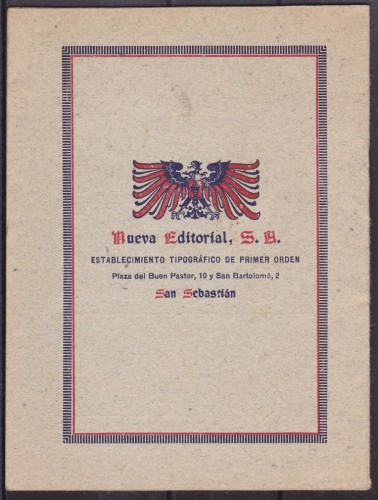 Nueva Editorial, S. A.
ESTABLECIMIENTO TIPOGRÁFICO DE PRIMER ORDEN
Plaza del Buen Pastor, 10 y San Bartolomé, 2
San Sebastián